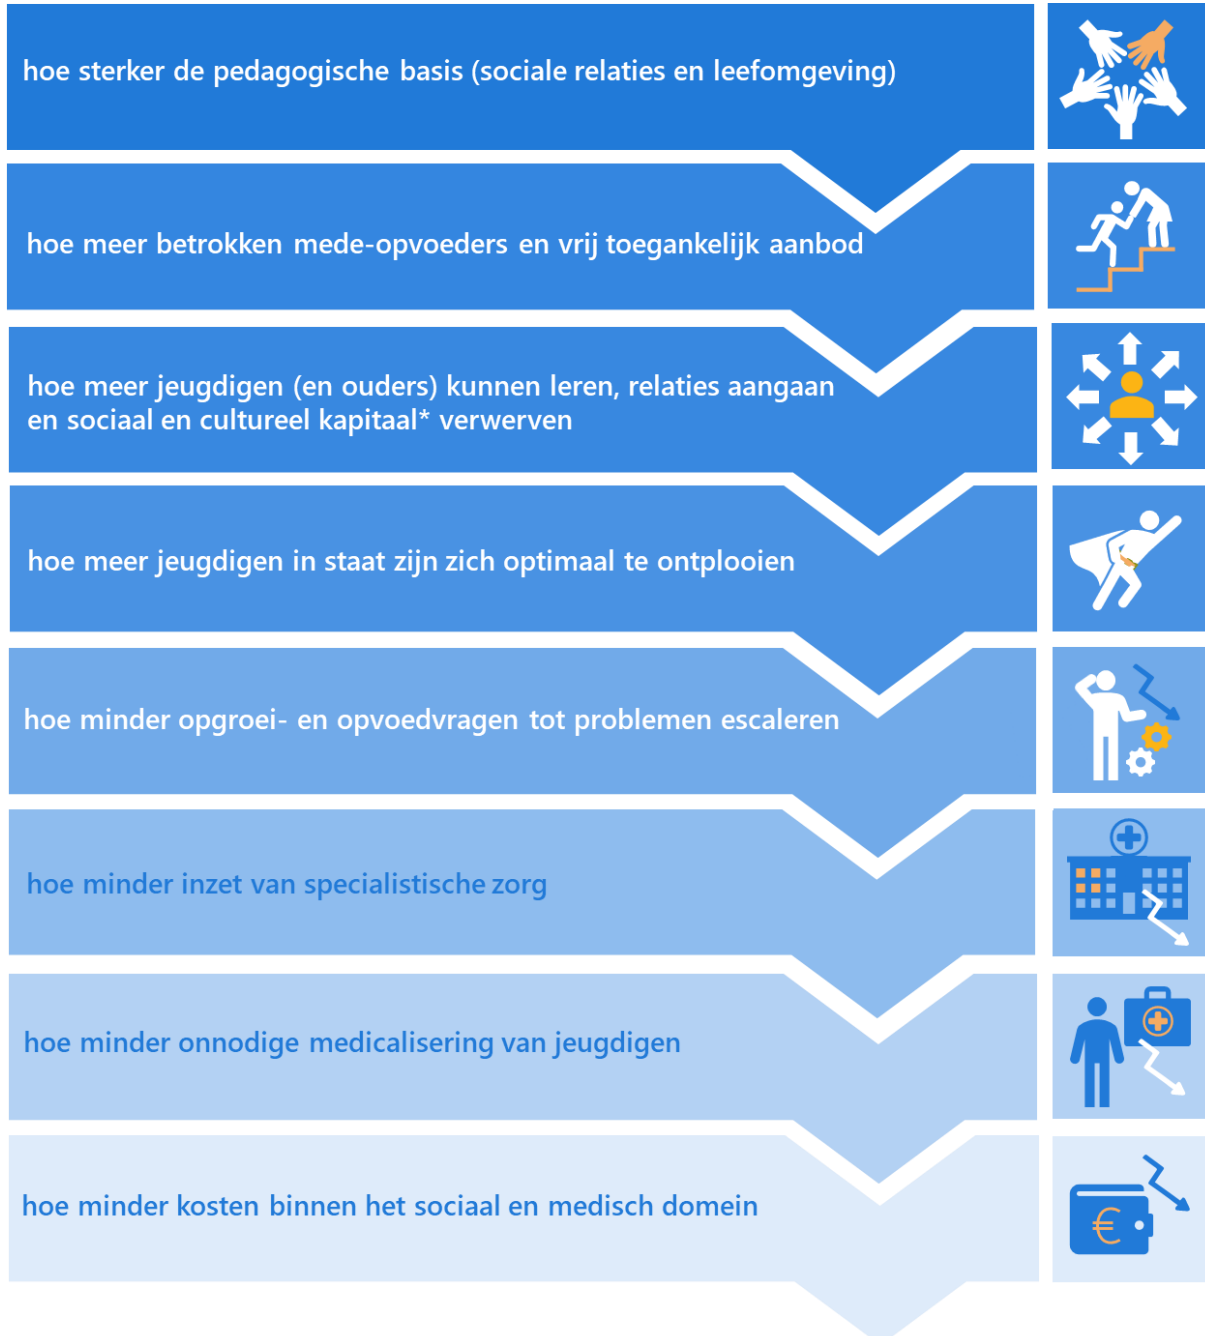 hoe sterker de pedagogische basis (sociale relaties en leefomgeving)
hoe meer betrokken mede-opvoeders en vrij toegankelijk aanbod
hoe meer jeugdigen (en ouders) kunnen leren, relaties aangaan
en sociaal en cultureel kapitaal* verwerven
hoe meer jeugdigen in staat zijn zich optimaal te ontplooien
hoe minder opgroei- en opvoedvragen tot problemen escaleren
hoe minder inzet van specialistische zorg
hoe minder onnodige medicalisering van jeugdigen
hoe minder kosten binnen het sociaal en medisch domein
€